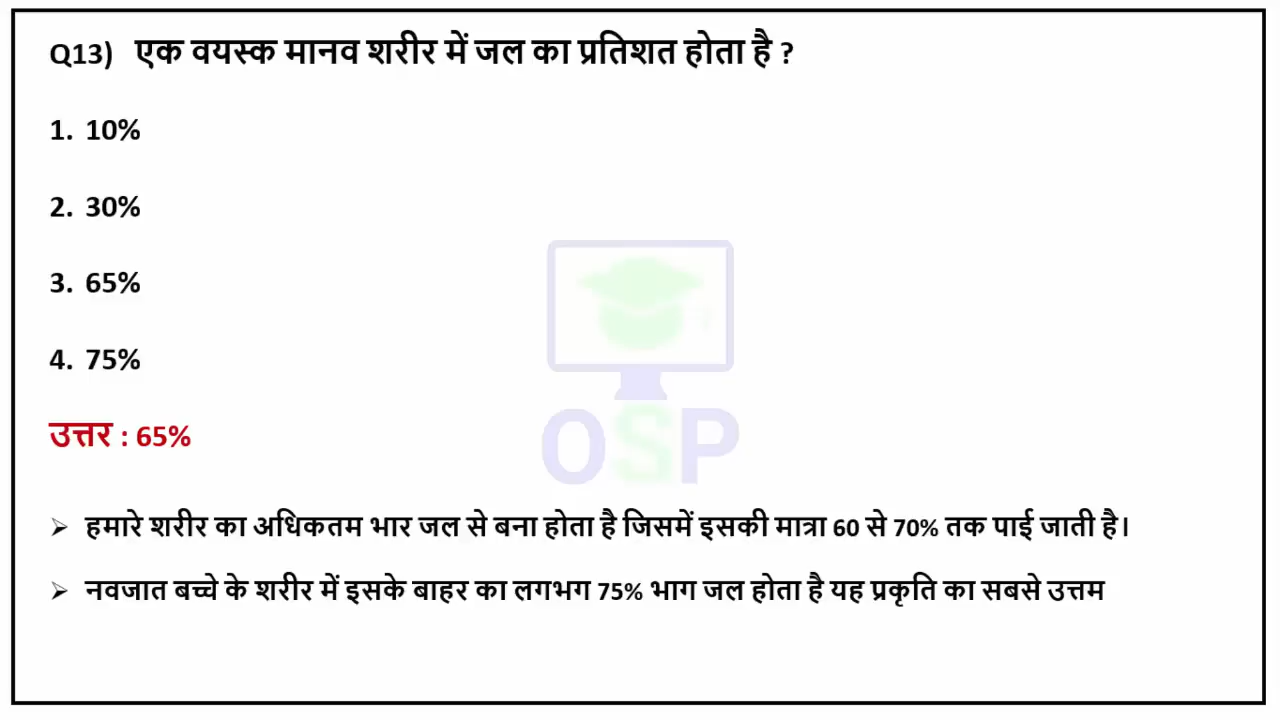 Q13) एक वयस्क मानव शरीर में जल का प्रतिशत होता है ?
1. 10%
2. 30%
3. 65%
4. 75%
उत्तर : 65%
OSP
➢ हमारे शरीर का अधिकतम भार जल से बना होता है जिसमें इसकी मात्रा 60 से 70% तक पाई जाती है।
➢ नवजात बच्चे के शरीर में इसके बाहर का लगभग 75% भाग जल होता है यह प्रकृति का सबसे उत्तम